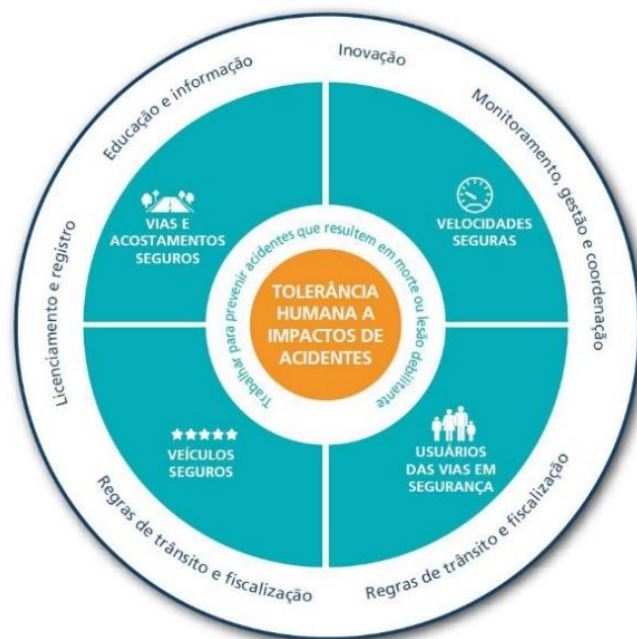 Inovação
Educação e informação
Monitoramento, gestão e coordenação
Licenciamento e registro
VIAS E
ACOSTAMENTOS
SEGUROS
VELOCIDADES
SEGURAS
Trabalhar para prevenir acidentes que resultem em morte ou lesão debilitante
TOLERÂNCIA
HUMANA A
IMPACTOS DE
ACIDENTES
VEÍCULOS
SEGUROS
USUÁRIOS
DAS VIAS EM
SEGURANÇA
Regras de trânsito e fiscalização
Regras de trânsito e fiscalização